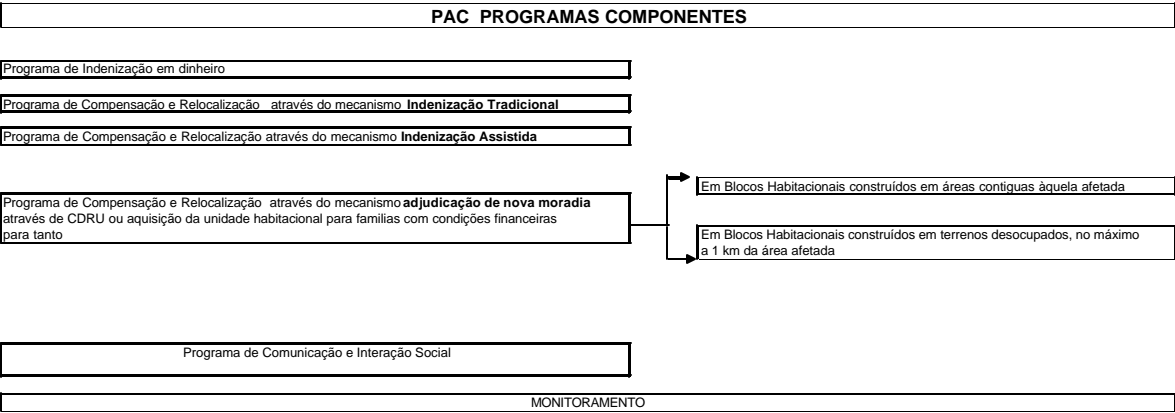 PAC PROGRAMAS COMPONENTES
Programa de Indenização em dinheiro
Programa de Compensação e Relocalização através do mecanismo Indenização Tradicional
Programa de Compensação e Relocalização através do mecanismo Indenização Assistida
Programa de Compensação e Relocalização através do mecanismo adjudicação de nova moradia
através de CDRU ou aquisição da unidade habitacional para familias com condições financeiras
para tanto
Em Blocos Habitacionais construídos em áreas contiguas àquela afetada
Em Blocos Habitacionais construídos em terrenos desocupados, no máximo
a 1 km da área afetada
Programa de Comunicação e Interação Social
MONITORAMENTO